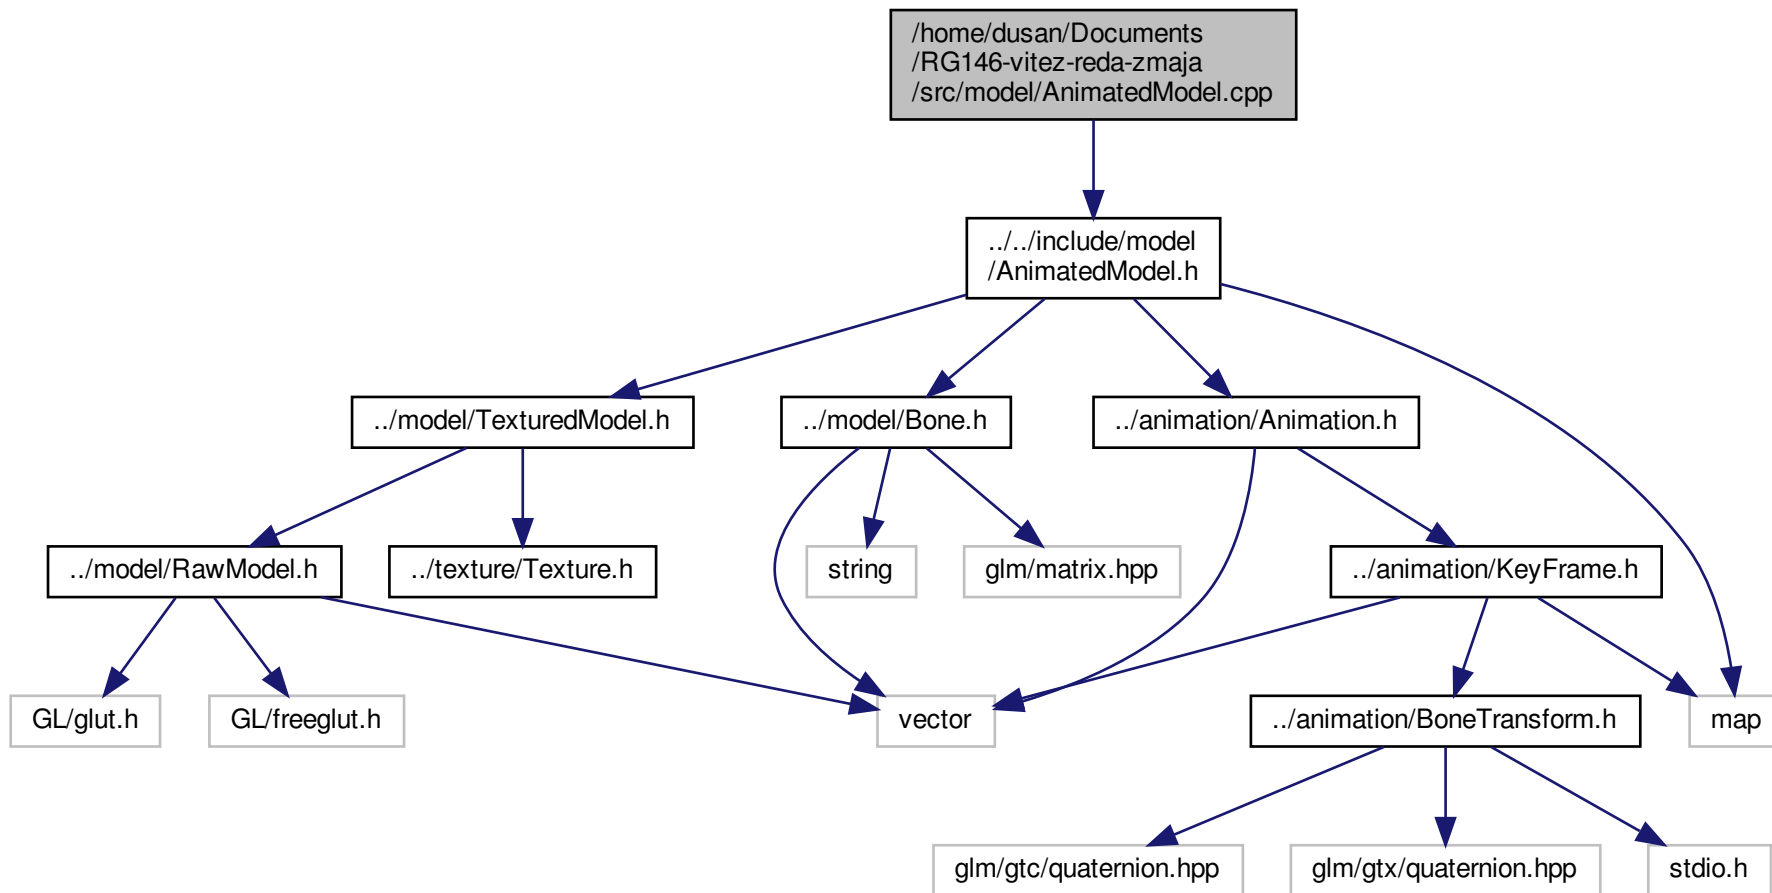 /home/dusan/Documents
/RG146-vitez-reda-zmaja
/src/model/AnimatedModel.cpp
../../include/model
/AnimatedModel.h
../model/TexturedModel.h
../model/Bone.h
../animation/Animation.h
../model/RawModel.h
../texture/Texture.h
string
glm/matrix.hpp
../animation/KeyFrame.h
GL/glut.h
GL/freeglut.h
vector
../animation/BoneTransform.h
map
glm/gtc/quaternion.hpp
glm/gtx/quaternion.hpp
stdio.h